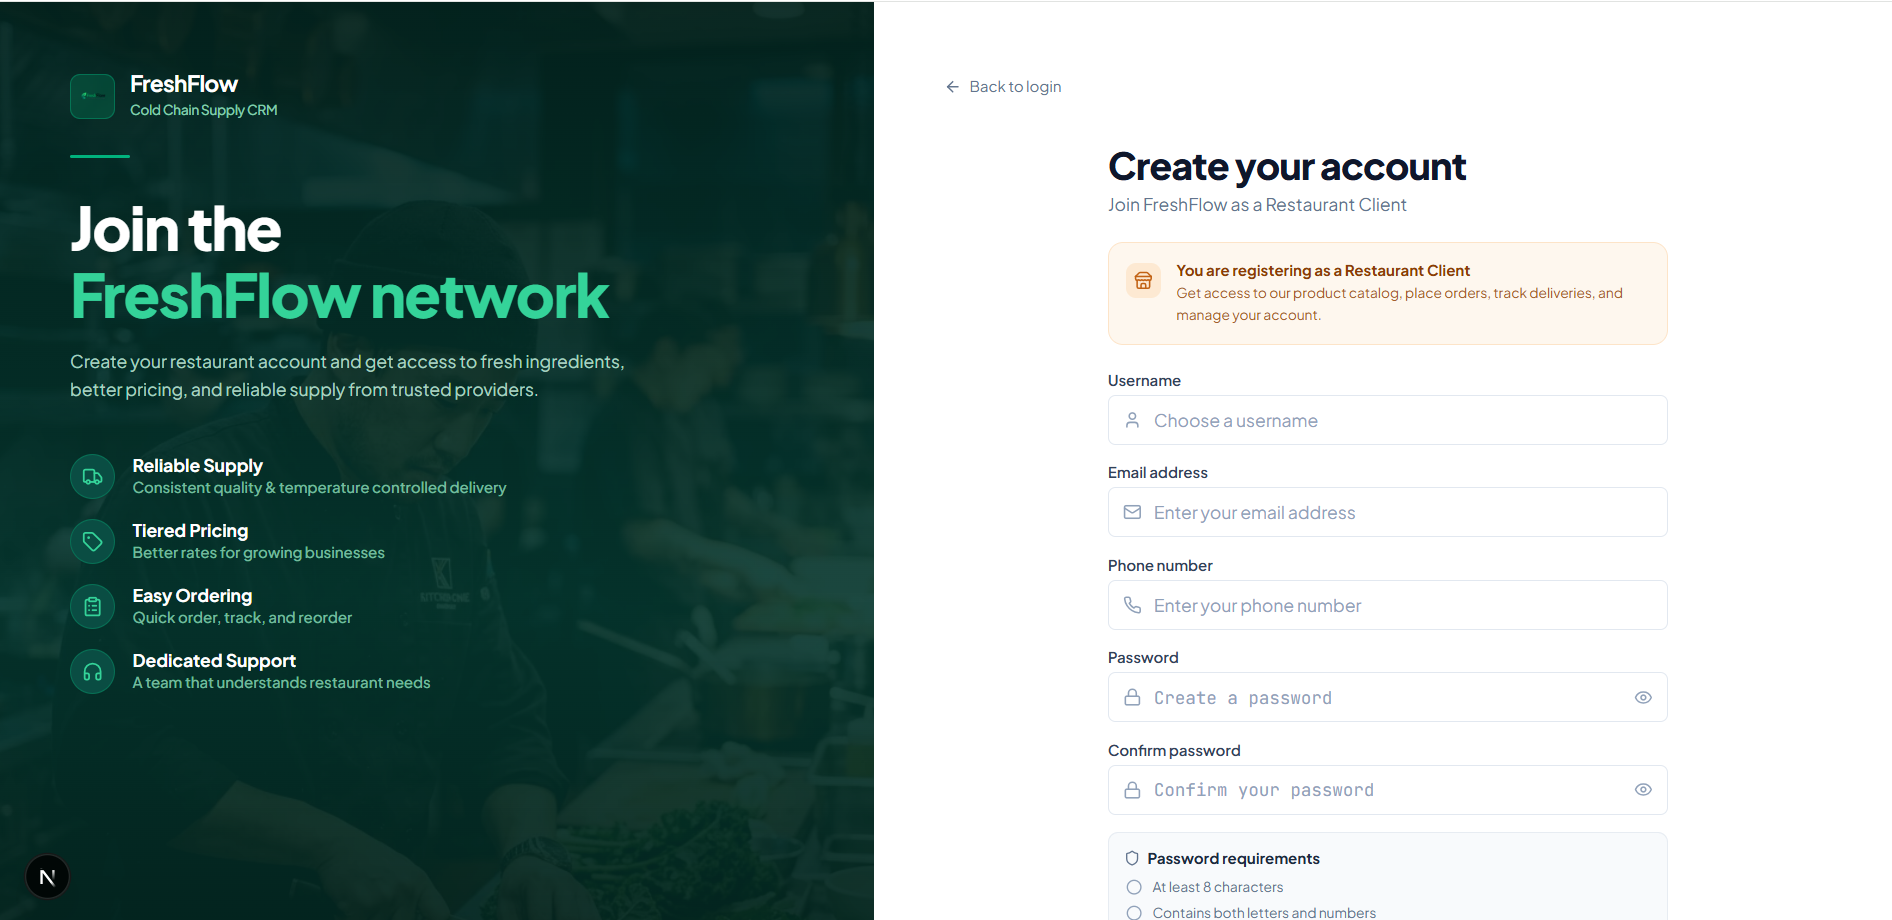 FreshFlow
Cold Chain Supply CRM
Join the
FreshFlow network
Create your restaurant account and get access to fresh ingredients,
better pricing, and reliable supply from trusted providers.
Reliable Supply
Consistent quality & temperature controlled delivery
Tiered Pricing
Better rates for growing businesses
Easy Ordering
Quick order, track, and reorder
Dedicated Support
A team that understands restaurant needs
N
Back to login
Create your account
Join FreshFlow as a Restaurant Client
You are registering as a Restaurant Client
Get access to our product catalog, place orders, track deliveries, and
manage your account.
Username
Choose a username
Email address
Enter your email address
Phone number
Enter your phone number
Password
Create a password
Confirm password
Confirm your password
Password requirements
At least 8 characters
Contains both letters and numbers